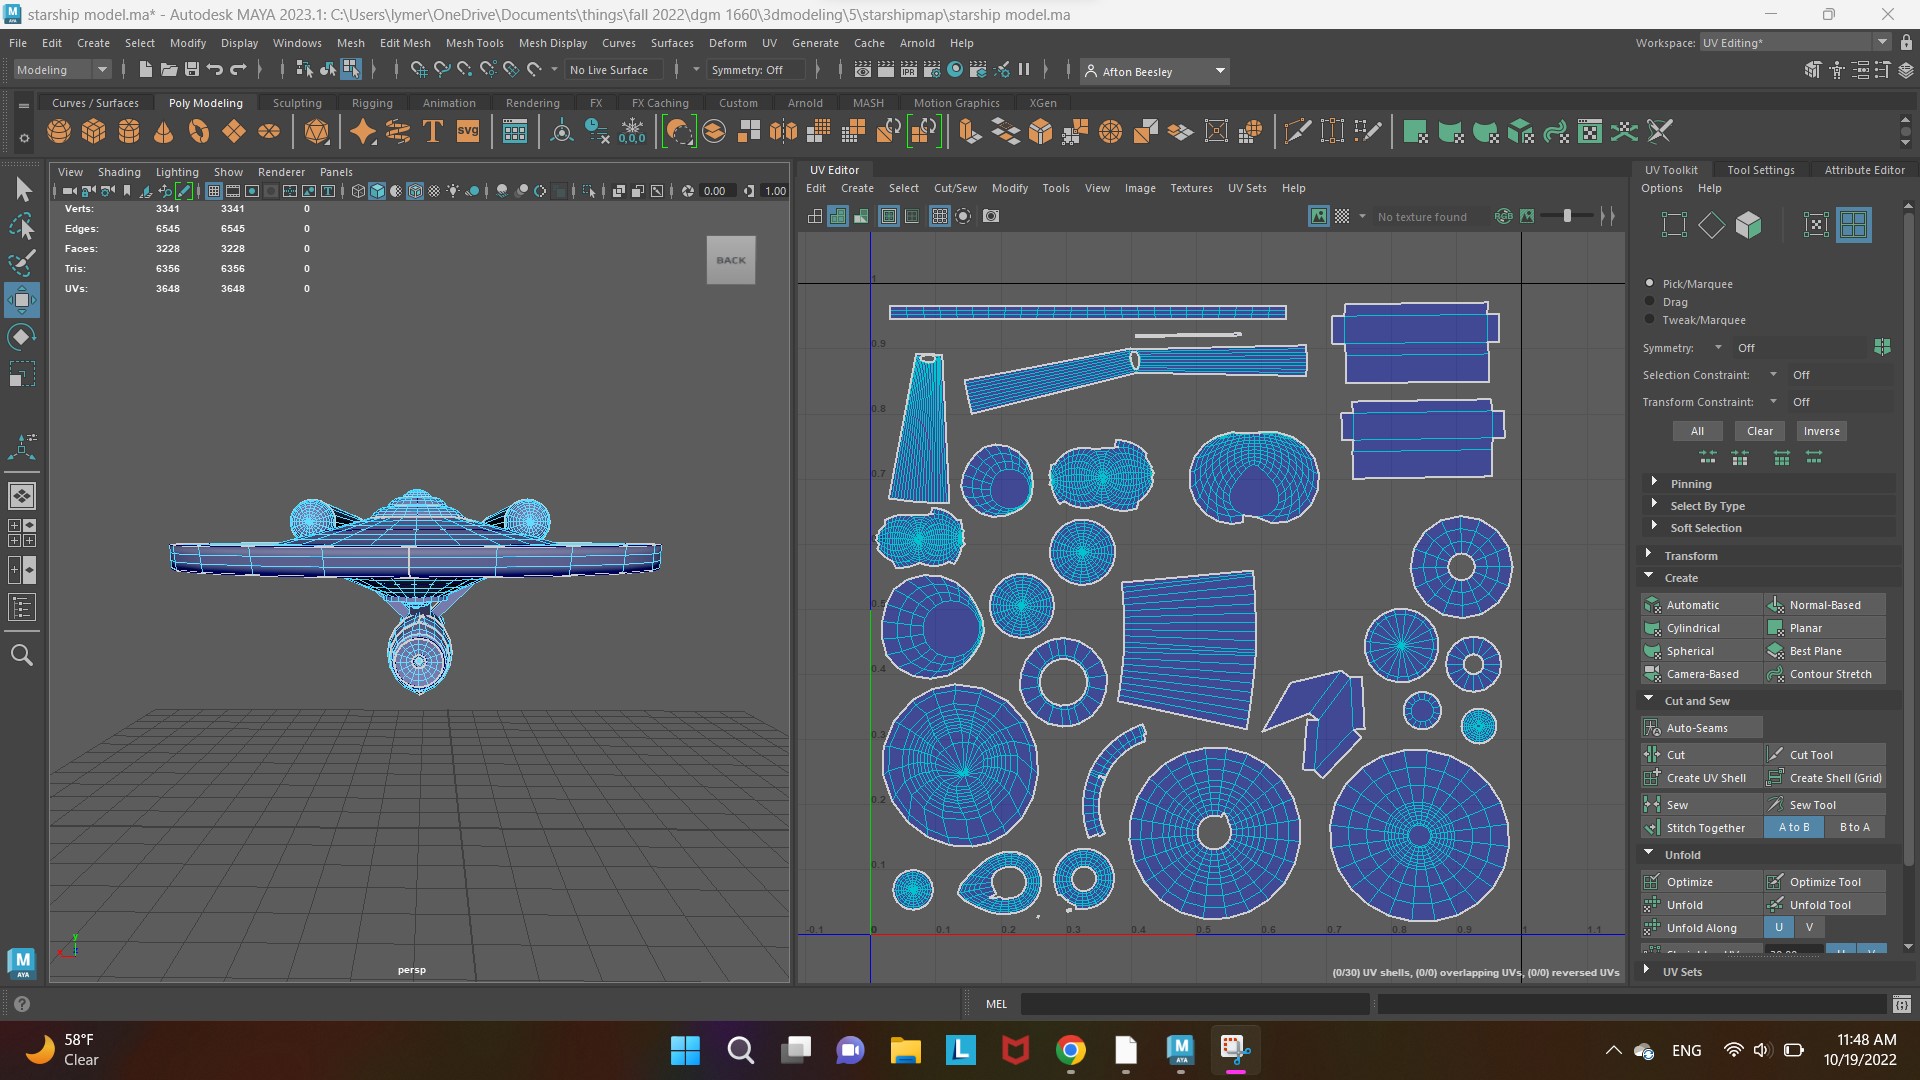 starship model.ma* - Autodesk MAYA 2023.1: C:\Users\lymer\OneDrive\Documents\things\fall 2022\dgm 1660\3dmodeling\5\starshipmap\starship model.ma
File Edit Create Select Modify Display Windows Mesh Edit Mesh Mesh Tools Mesh Display Curves Surfaces Deform UV Generate Cache Arnold Help
Workspace: UV Editing*
Modeling
No Live Surface
Symmetry: Off
IPR
Afton Beesley
Curves / Surfaces Poly Modeling Sculpting Rigging Animation Rendering FX FX Caching Custom Arnold MASH Motion Graphics XGen
T
SVG
0,0,0
View Shading Lighting Show Renderer Panels
0.00
1.00
Verts: 3341 3341 0
Edges: 6545 6545 0
Faces: 3228 3228 0
Tris: 6356 6356 0
UVs: 3648 3648 0
BACK
persp
UV Editor
Edit Create Select Cut/Sew Modify Tools View Image Textures UV Sets Help
No texture found
RGB
1
0.9
0.8
0.7
0.5
0.4
0.3
0.2
0.1
-0.1 0 0.1 0.2 0.3 0.4 0.5 0.6 0.7 0.8 0.9 1 1.1
(0/30) UV shells, (0/0) overlapping UVs, (0/0) reversed UVs
UV Toolkit Tool Settings Attribute Editor
Options Help
Pick/Marquee
Drag
Tweak/Marquee
Symmetry: Off
Selection Constraint: Off
Transform Constraint: Off
All Clear Inverse
Pinning
Select By Type
Soft Selection
Transform
Create
Automatic Normal-Based
Cylindrical Planar
Spherical Best Plane
Camera-Based Contour Stretch
Cut and Sew
Auto-Seams
Cut Cut Tool
Create UV Shell Create Shell (Grid)
Sew Sew Tool
Stitch Together A to B B to A
Unfold
Optimize Optimize Tool
Unfold Unfold Tool
Unfold Along U V
UV Sets
MEL
58°F
Clear
ENG
11:48 AM
10/19/2022